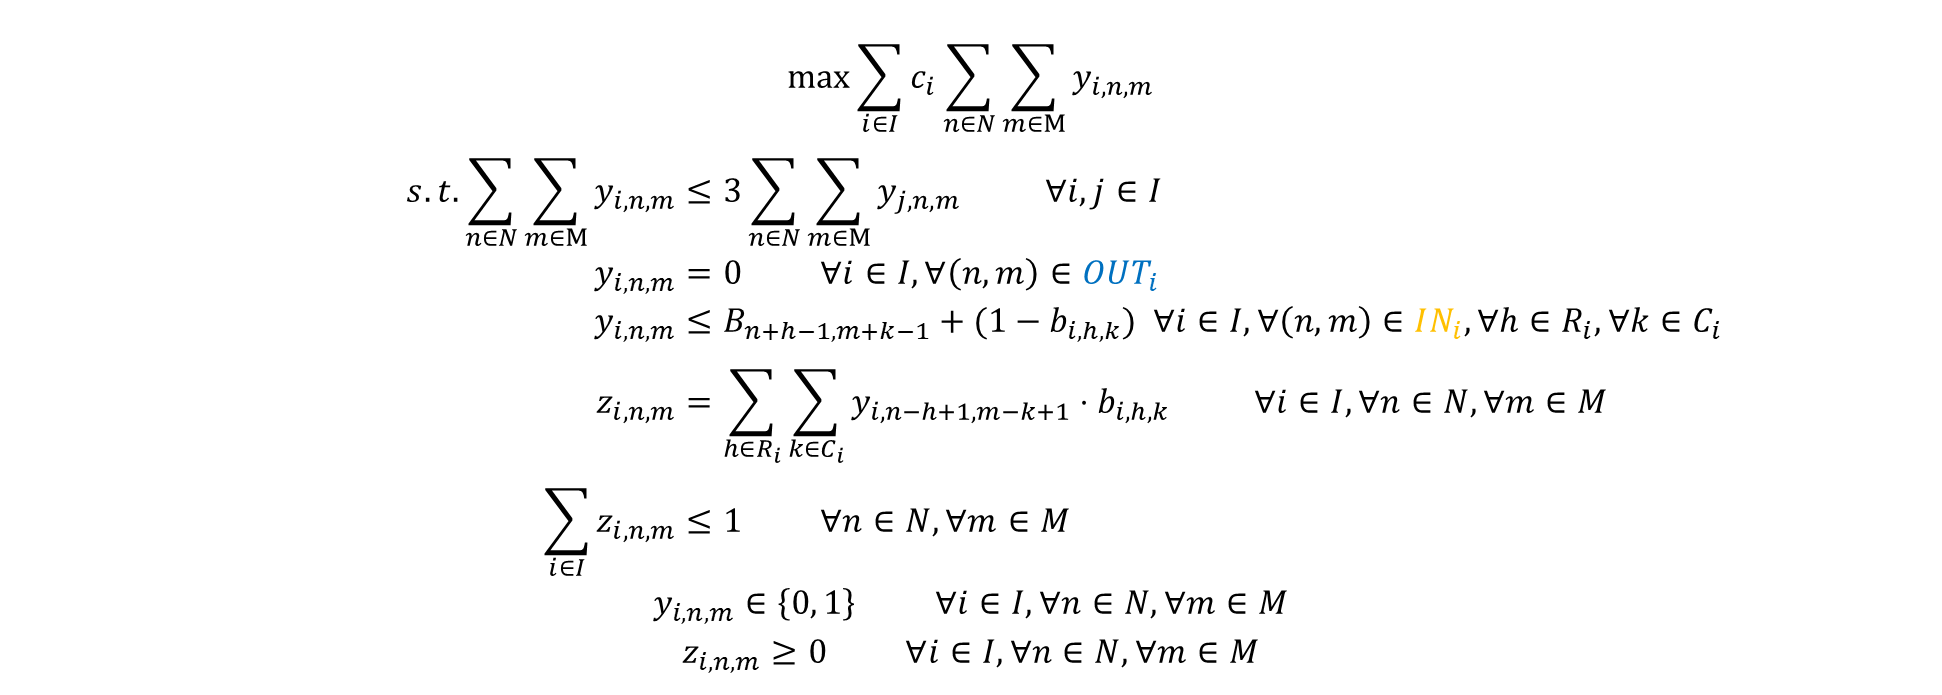 max ∑_{i∈I} c_i ∑_{n∈N} ∑_{m∈M} y_{i,n,m}
s.t. ∑_{n∈N} ∑_{m∈M} y_{i,n,m} ≤ 3 ∑_{n∈N} ∑_{m∈M} y_{j,n,m} ∀i,j ∈ I
y_{i,n,m} = 0 ∀i ∈ I, ∀(n,m) ∈ OUT_i
y_{i,n,m} ≤ B_{n+h−1,m+k−1} + (1 − b_{i,h,k}) ∀i ∈ I, ∀(n,m) ∈ IN_i, ∀h ∈ R_i, ∀k ∈ C_i
z_{i,n,m} = ∑_{h∈R_i} ∑_{k∈C_i} y_{i,n−h+1,m−k+1} · b_{i,h,k} ∀i ∈ I, ∀n ∈ N, ∀m ∈ M
∑_{i∈I} z_{i,n,m} ≤ 1 ∀n ∈ N, ∀m ∈ M
y_{i,n,m} ∈ {0, 1} ∀i ∈ I, ∀n ∈ N, ∀m ∈ M
z_{i,n,m} ≥ 0 ∀i ∈ I, ∀n ∈ N, ∀m ∈ M